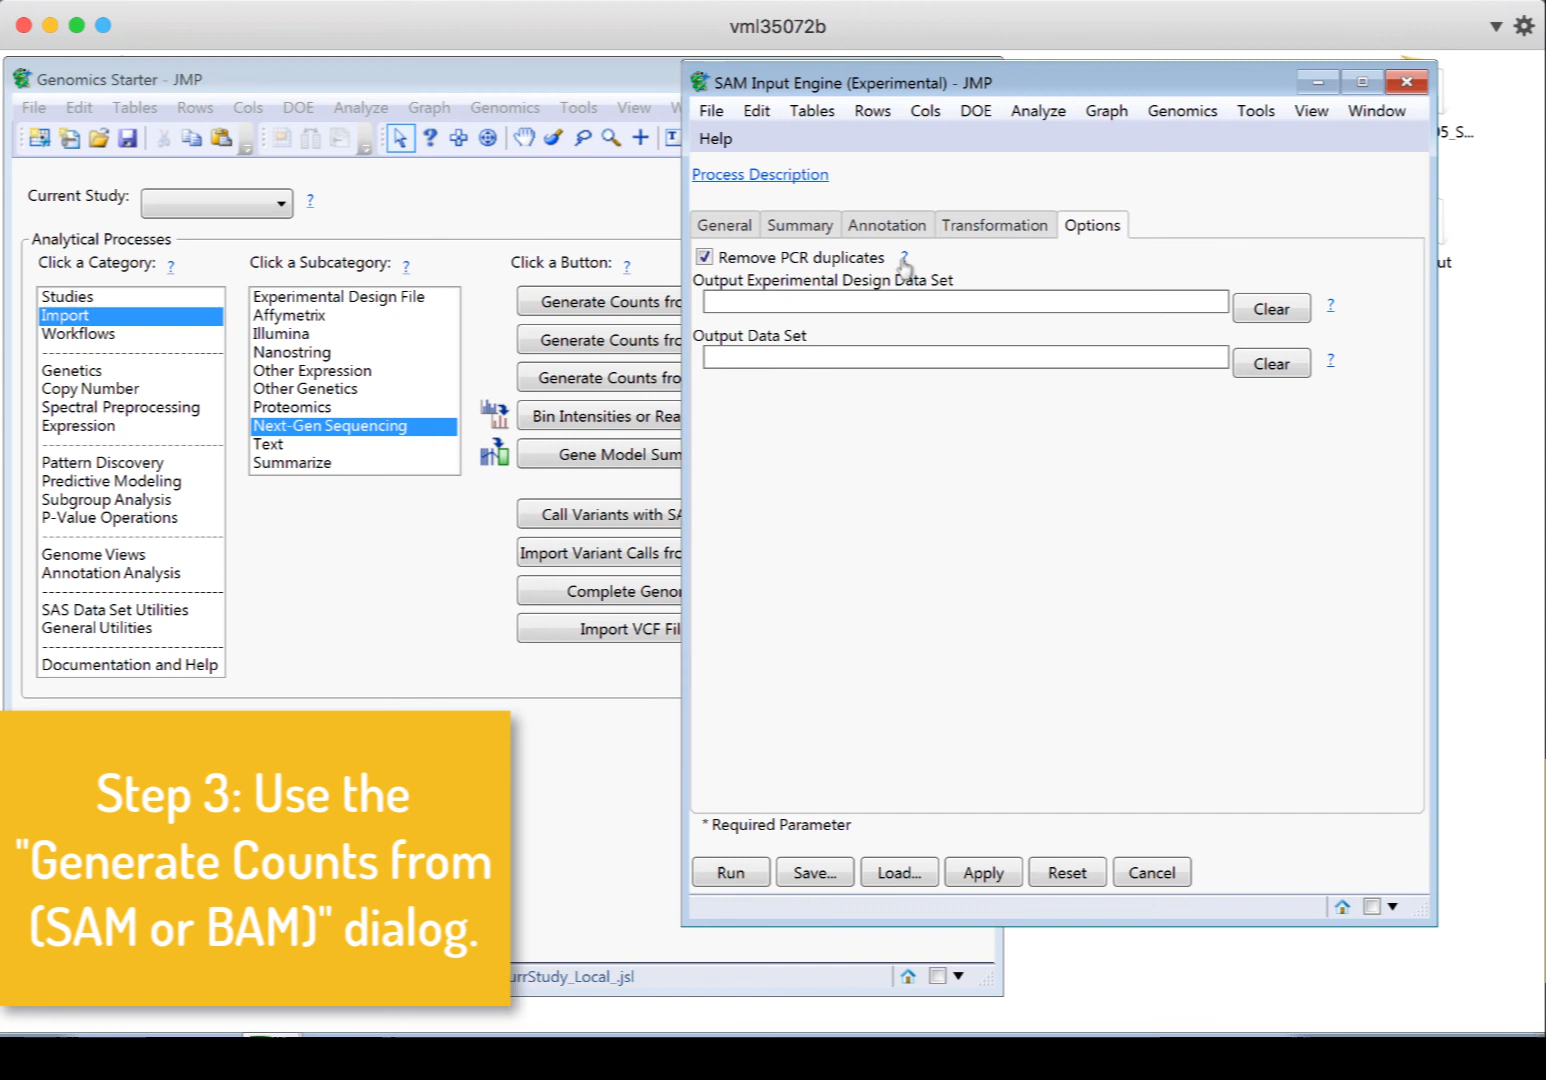 vml35072b
Genomics Starter - JMP
File Edit Tables Rows Cols DOE Analyze Graph Genomics Tools View
Current Study:
?
Analytical Processes
Click a Category: ?
Click a Subcategory: ?
Click a Button: ?
Studies
Import
Workflows
Genetics
Copy Number
Spectral Preprocessing
Expression
Pattern Discovery
Predictive Modeling
Subgroup Analysis
P-Value Operations
Genome Views
Annotation Analysis
SAS Data Set Utilities
General Utilities
Documentation and Help
Experimental Design File
Affymetrix
Illumina
Nanostring
Other Expression
Other Genetics
Proteomics
Next-Gen Sequencing
Text
Summarize
Generate Counts fro
Generate Counts fro
Generate Counts fro
Bin Intensities or Rea
Gene Model Sum
Call Variants with SA
Import Variant Calls fro
Complete Geno
Import VCF Fil
urrStudy_Local_.jsl
SAM Input Engine (Experimental) - JMP
File Edit Tables Rows Cols DOE Analyze Graph Genomics Tools View Window
Help
Process Description
General Summary Annotation Transformation Options
Remove PCR duplicates ?
Output Experimental Design Data Set
Clear ?
Output Data Set
Clear ?
* Required Parameter
Run Save... Load... Apply Reset Cancel
05_S...
ut
Step 3: Use the
"Generate Counts from
(SAM or BAM)" dialog.